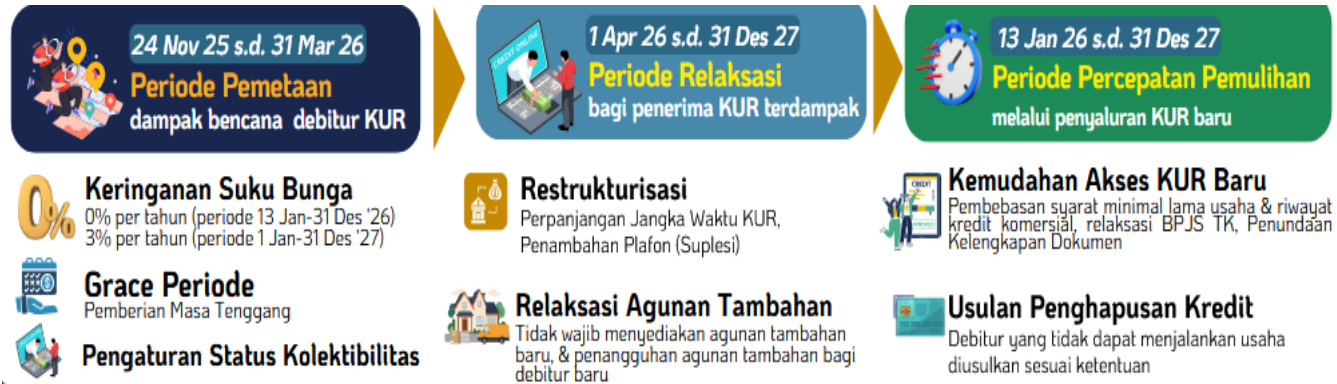 24 Nov 25 s.d. 31 Mar 26
Periode Pemetaan
dampak bencana debitur KUR
1 Apr 26 s.d. 31 Des 27
Periode Relaksasi
bagi penerima KUR terdampak
13 Jan 26 s.d. 31 Des 27
Periode Percepatan Pemulihan
melalui penyaluran KUR baru
CREDIT ONLINE
0%
Keringanan Suku Bunga
0% per tahun (periode 13 Jan-31 Des '26)
3% per tahun (periode 1 Jan-31 Des '27)
Grace Periode
Pemberian Masa Tenggang
Pengaturan Status Kolektibilitas
Restrukturisasi
Perpanjangan Jangka Waktu KUR,
Penambahan Plafon (Suplesi)
Relaksasi Agunan Tambahan
Tidak wajib menyediakan agunan tambahan
baru, & penangguhan agunan tambahan bagi
debitur baru
CREDIT
Kemudahan Akses KUR Baru
Pembebasan syarat minimal lama usaha & riwayat
kredit komersial, relaksasi BPJS TK, Penundaan
Kelengkapan Dokumen
Usulan Penghapusan Kredit
Debitur yang tidak dapat menjalankan usaha
diusulkan sesuai ketentuan